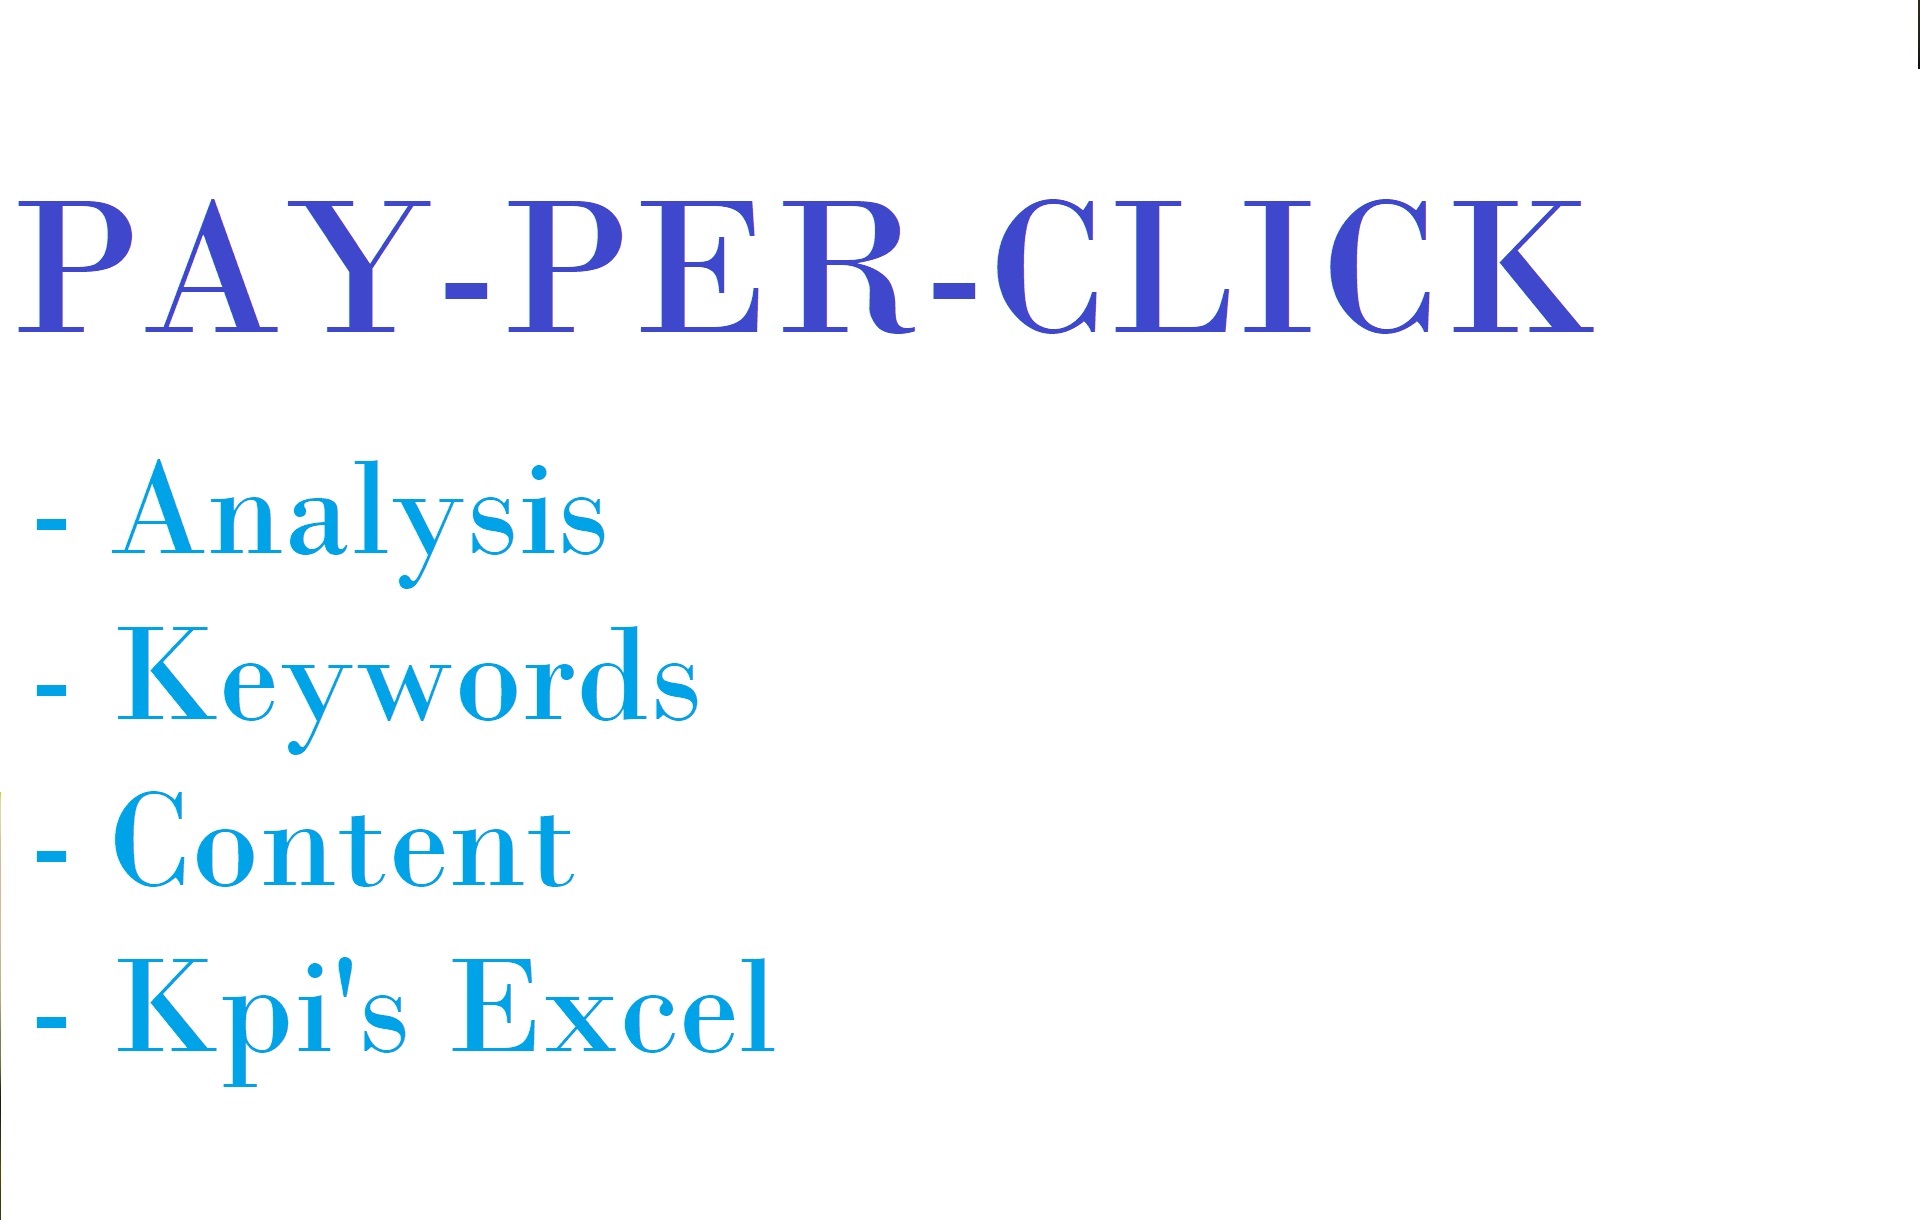 PAY-PER-CLICK
- Analysis
- Keywords
- Content
- Kpi's Excel